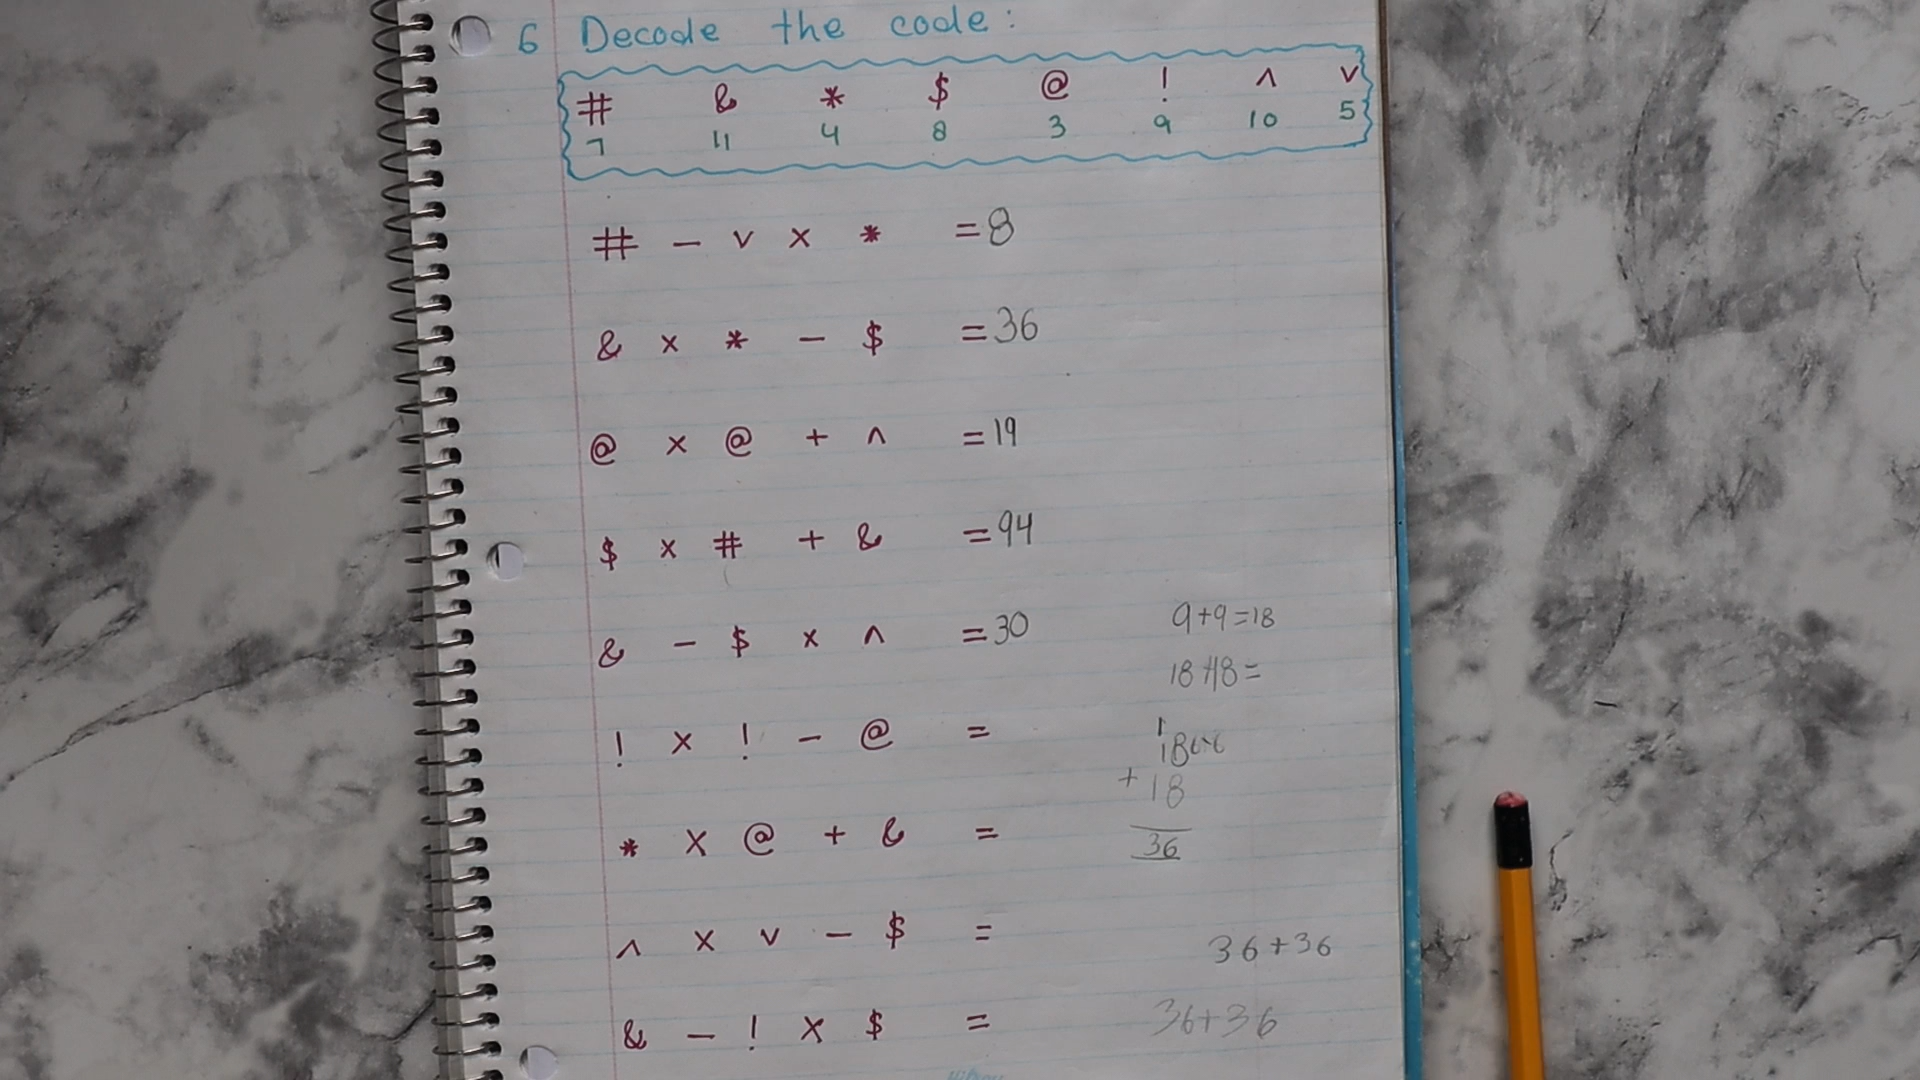 6 Decode the code:
# & * $ @ ! ^ v
7 11 4 8 3 9 10 5
# - v x * = 8
& x * - $ = 36
@ x @ + ^ = 19
$ x # + & = 94
& - $ x ^ = 30
9+9=18
18+18=
! x ! - @ =
1
18
+ 18
* x @ + & =
36
^ x v - $ =
36+36
& - ! x $ =
36+36